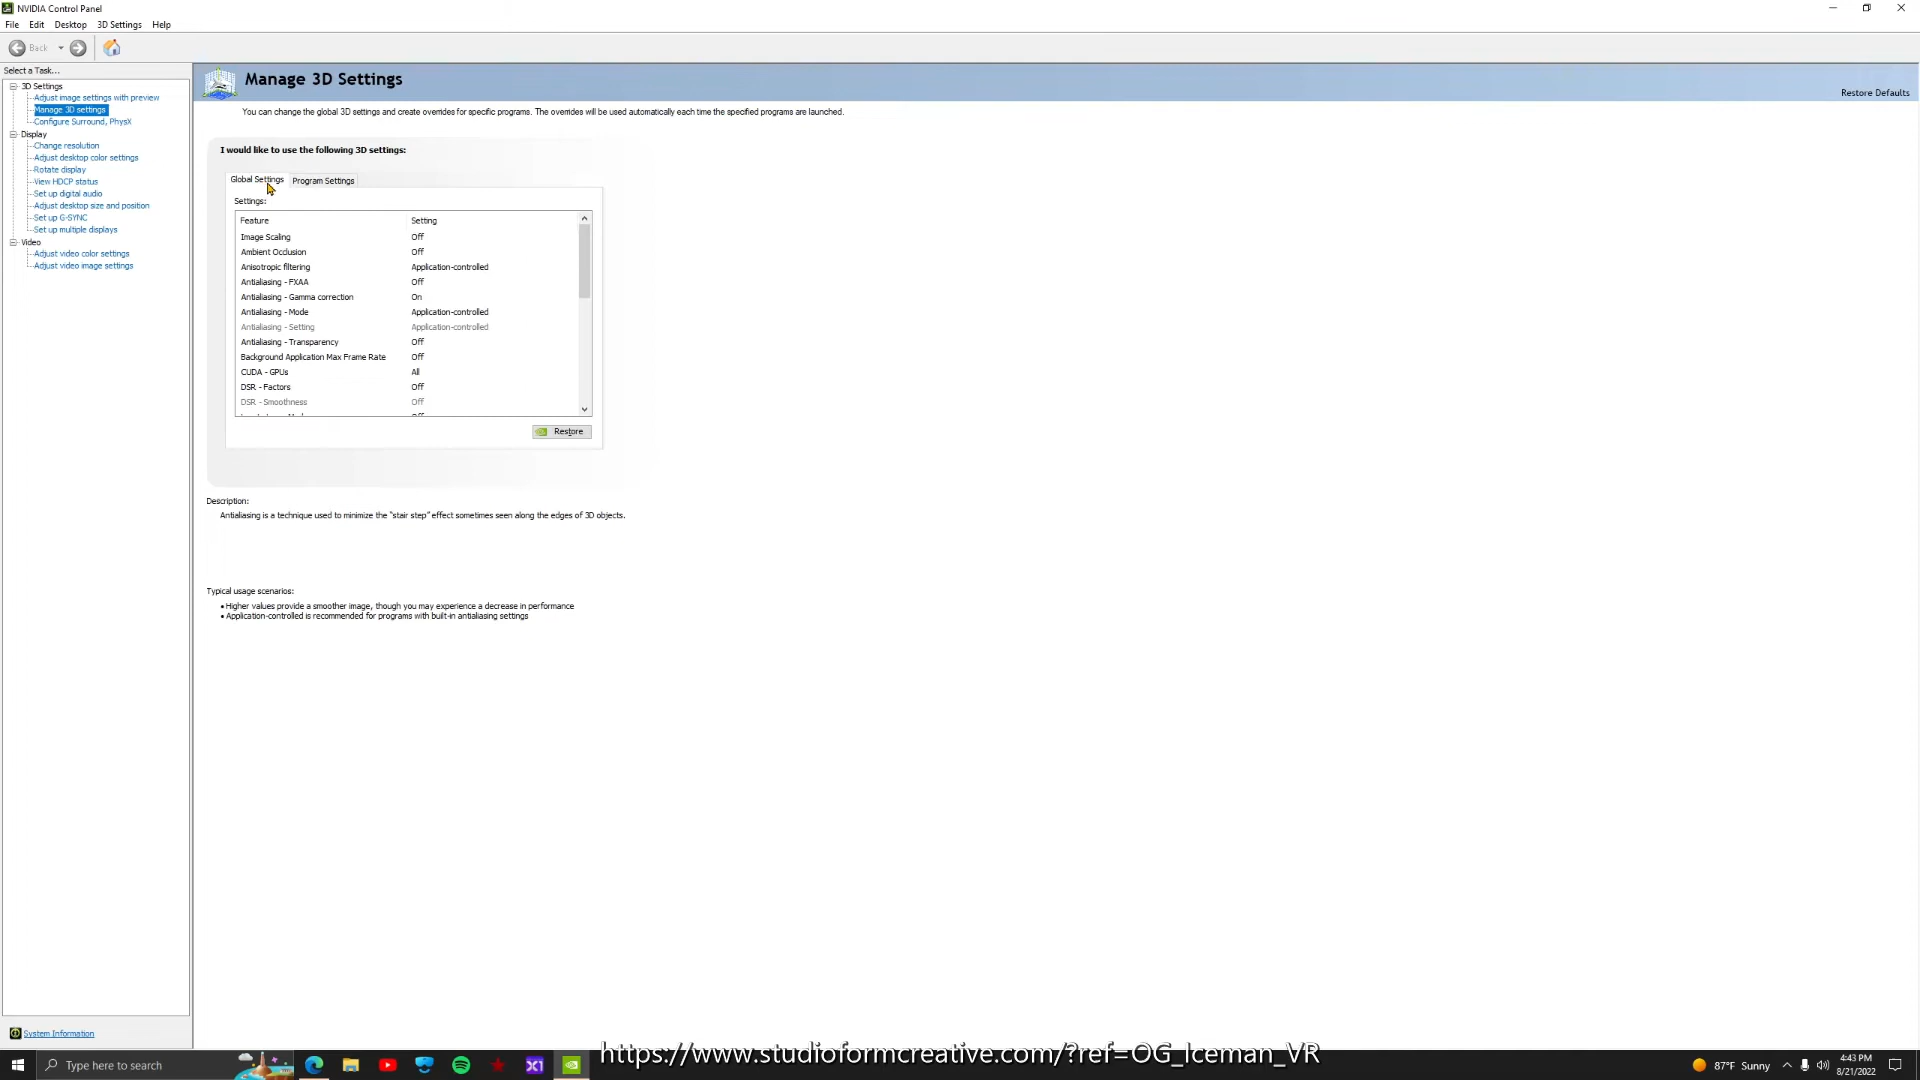 NVIDIA Control Panel
File Edit Desktop 3D Settings Help
Back
Select a Task...
3D Settings
Adjust image settings with preview
Manage 3D settings
Configure Surround, PhysX
Display
Change resolution
Adjust desktop color settings
Rotate display
View HDCP status
Set up digital audio
Adjust desktop size and position
Set up G-SYNC
Set up multiple displays
Video
Adjust video color settings
Adjust video image settings
System Information
Manage 3D Settings
Restore Defaults
You can change the global 3D settings and create overrides for specific programs. The overrides will be used automatically each time the specified programs are launched.
I would like to use the following 3D settings:
Global Settings Program Settings
Settings:
Feature Setting
Image Scaling Off
Ambient Occlusion Off
Anisotropic filtering Application-controlled
Antialiasing - FXAA Off
Antialiasing - Gamma correction On
Antialiasing - Mode Application-controlled
Antialiasing - Setting Application-controlled
Antialiasing - Transparency Off
Background Application Max Frame Rate Off
CUDA - GPUs All
DSR - Factors Off
DSR - Smoothness Off
Restore
Description:
Antialiasing is a technique used to minimize the "stair step" effect sometimes seen along the edges of 3D objects.
Typical usage scenarios:
• Higher values provide a smoother image, though you may experience a decrease in performance
• Application-controlled is recommended for programs with built-in antialiasing settings
Type here to search
X1
https://www.studioformcreative.com/?ref=OG_Iceman_VR
87°F Sunny
4:43 PM
8/21/2022